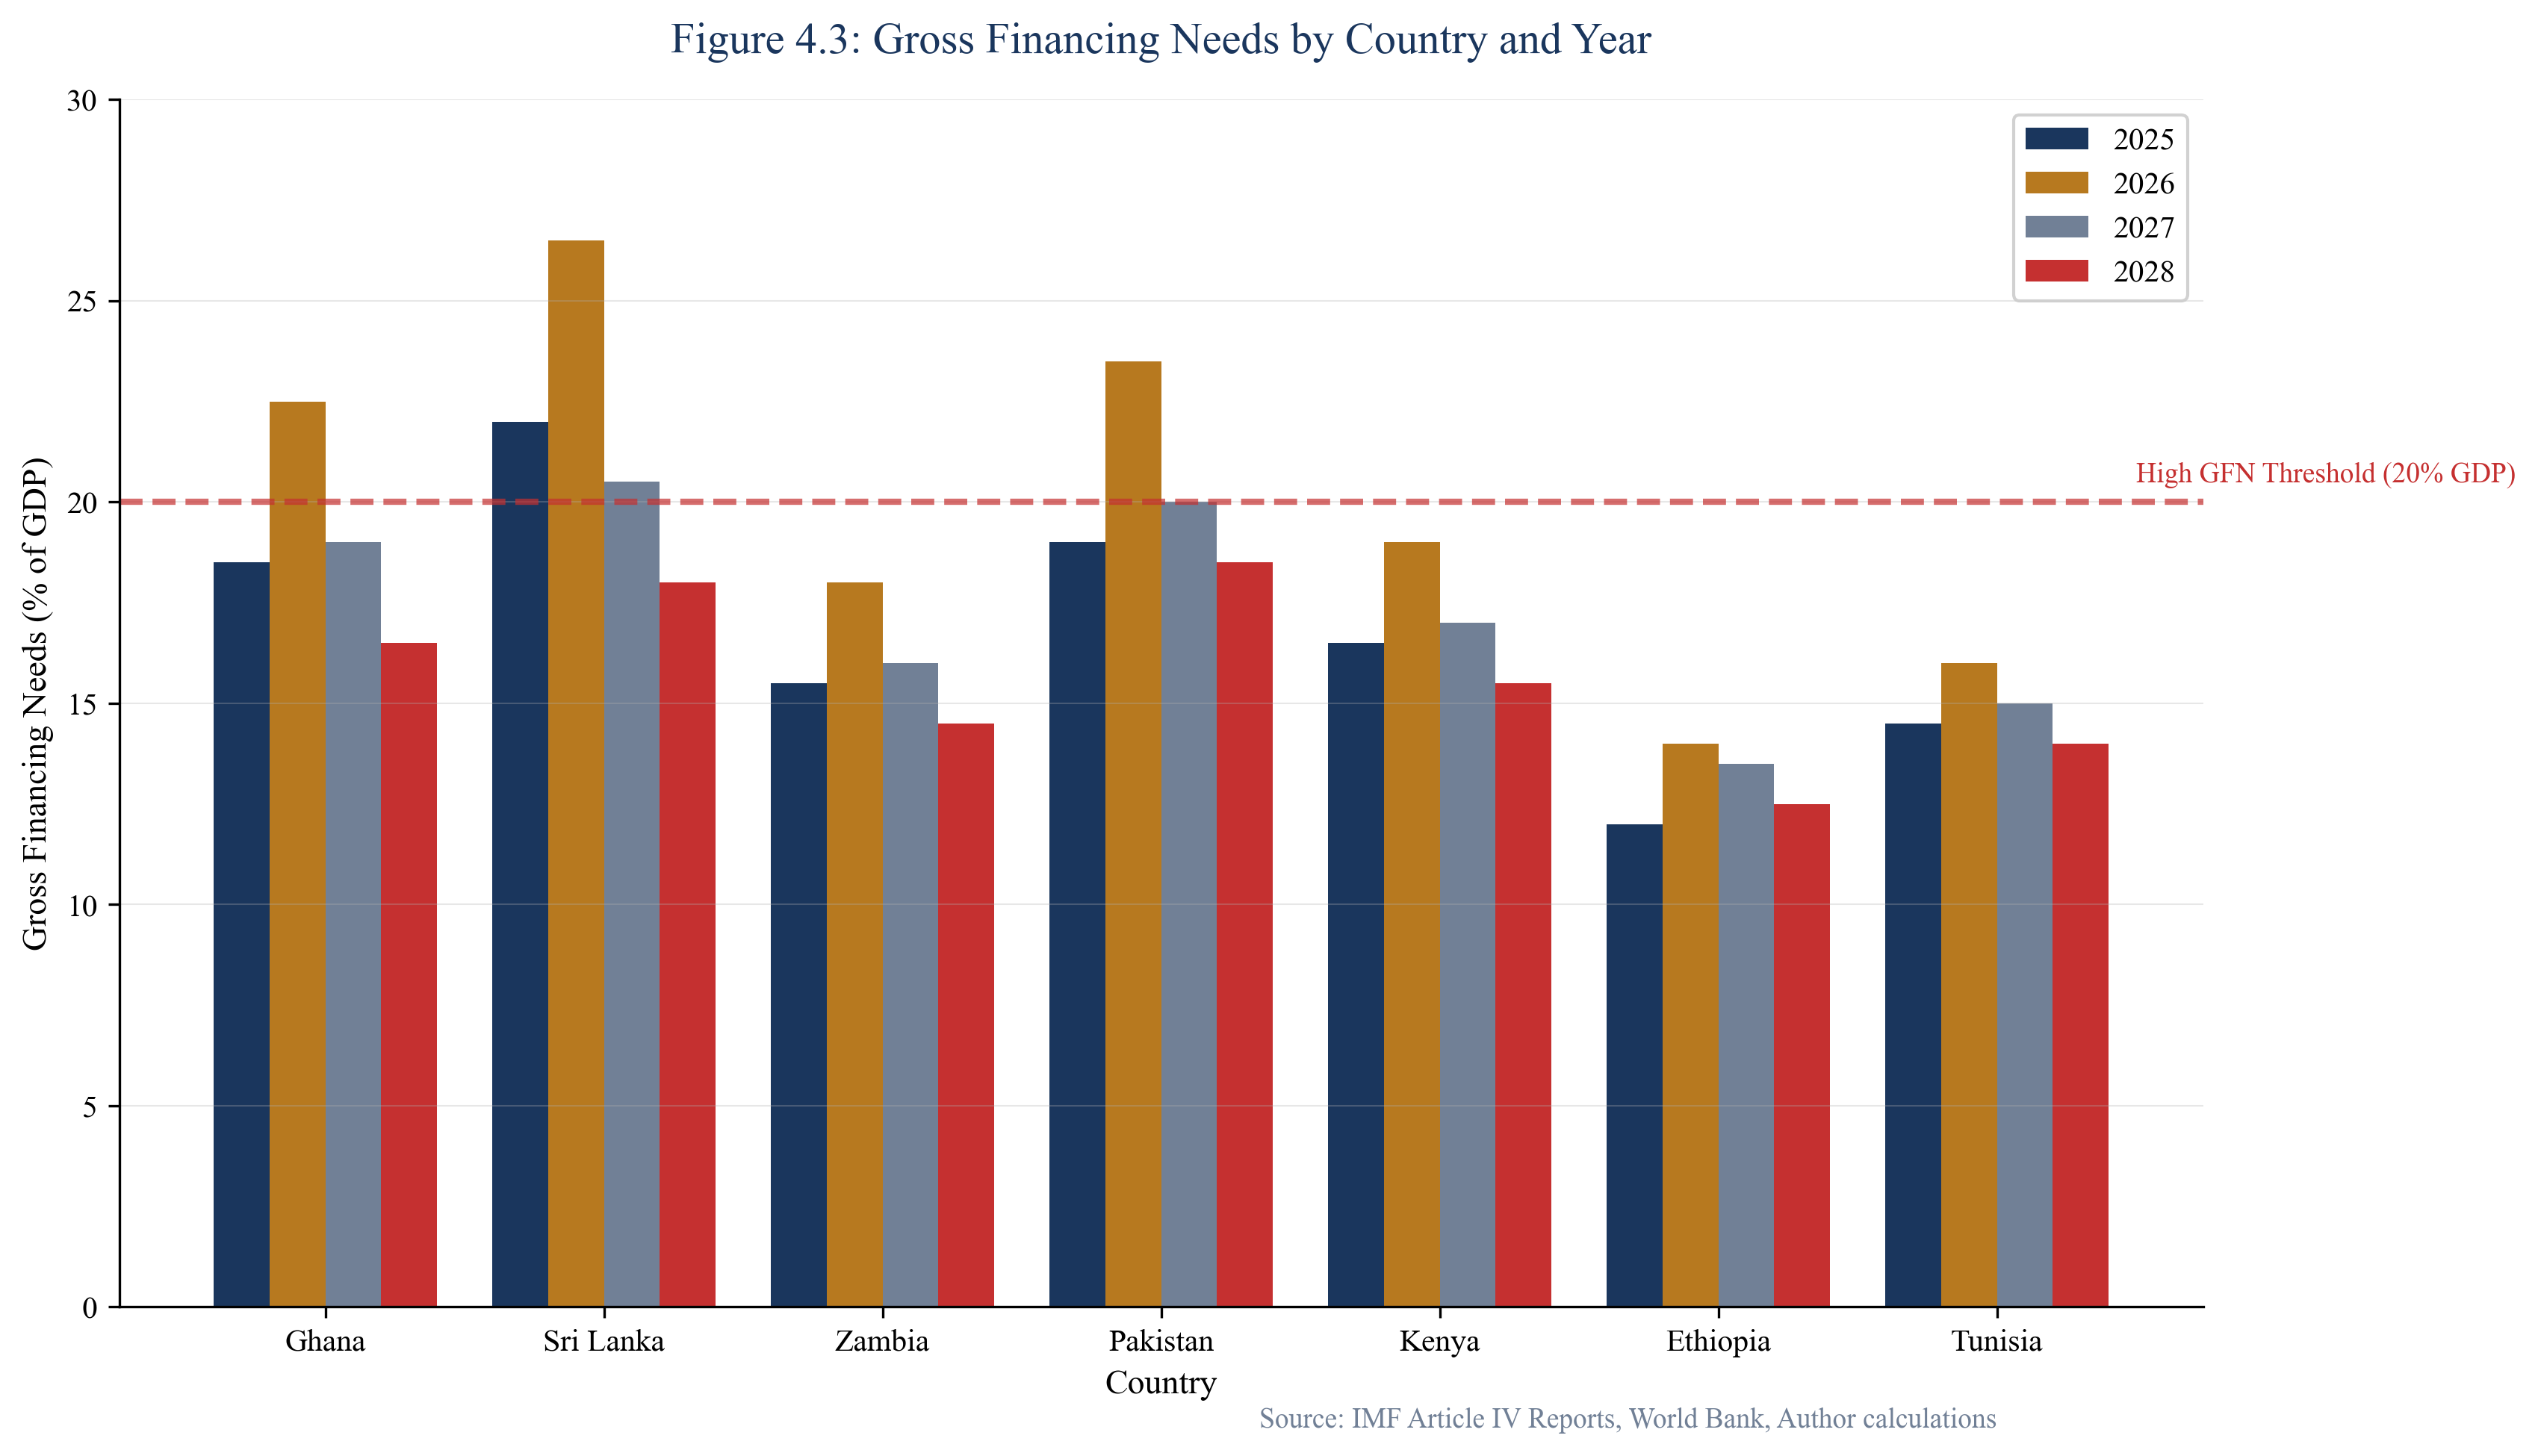 Figure 4.3: Gross Financing Needs by Country and Year
Gross Financing Needs (% of GDP)
30
25
20
15
10
5
0
2025
2026
2027
2028
High GFN Threshold (20% GDP)
Ghana
Sri Lanka
Zambia
Pakistan
Kenya
Ethiopia
Tunisia
Country
Source: IMF Article IV Reports, World Bank, Author calculations